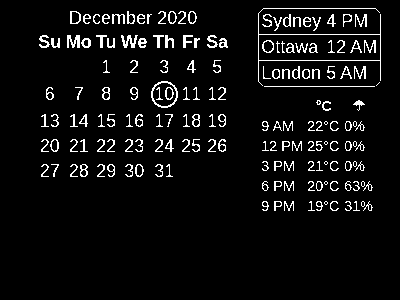 December 2020
Su Mo Tu We Th Fr Sa
1 2 3 4 5
6 7 8 9 10 11 12
13 14 15 16 17 18 19
20 21 22 23 24 25 26
27 28 29 30 31
Sydney 4 PM
Ottawa 12 AM
London 5 AM
°C ☂
9 AM 22°C 0%
12 PM 25°C 0%
3 PM 21°C 0%
6 PM 20°C 63%
9 PM 19°C 31%